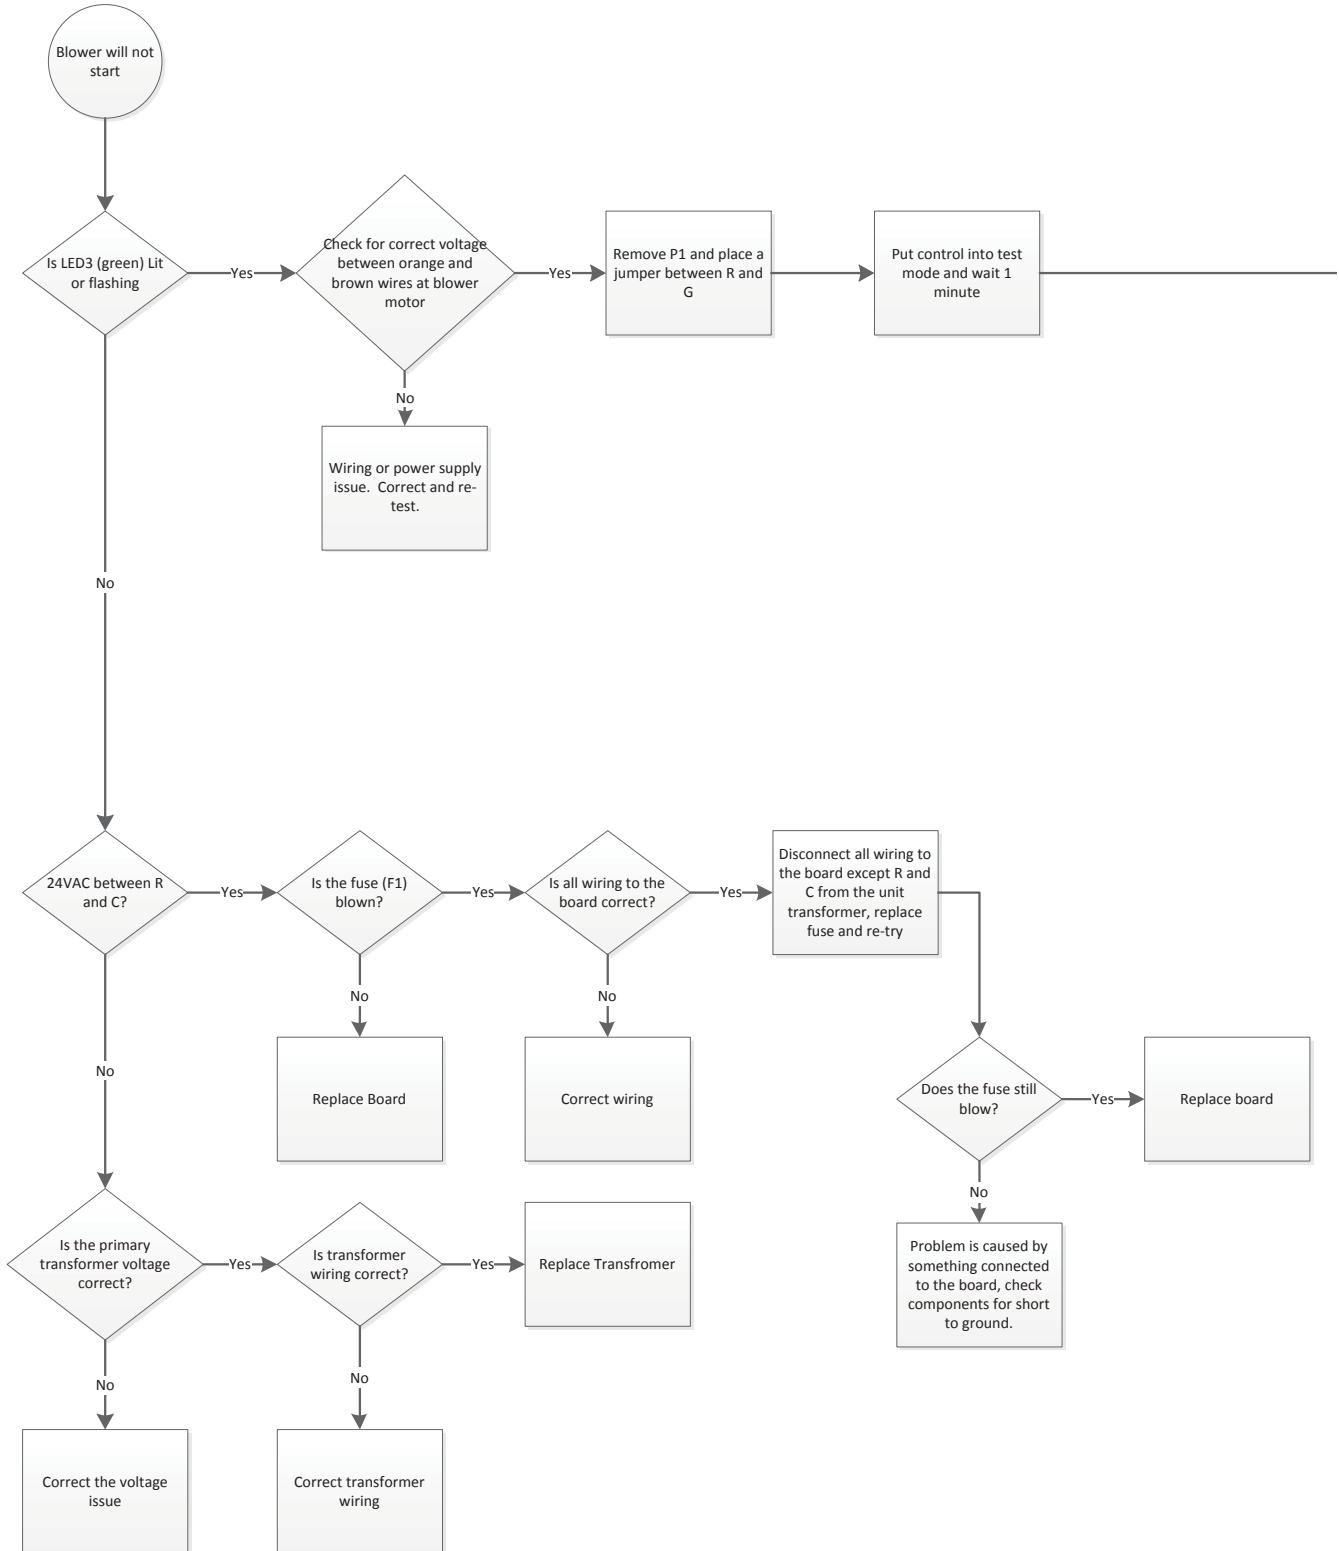 Blower will not
start
Is LED3 (green) Lit
or flashing
Yes
Check for correct voltage
between orange and
brown wires at blower
motor
Yes
Remove P1 and place a
jumper between R and
G
Put control into test
mode and wait 1
minute
No
Wiring or power supply
issue.  Correct and re-
test.
No
24VAC between R
and C?
Yes
Is the fuse (F1)
blown?
Yes
Is all wiring to the
board correct?
Yes
Disconnect all wiring to
the board except R and
C from the unit
transformer, replace
fuse and re-try
No
No
No
Replace Board
Correct wiring
Does the fuse still
blow?
Yes
Replace board
No
Problem is caused by
something connected
to the board, check
components for short
to ground.
Is the primary
transformer voltage
correct?
Yes
Is transformer
wiring correct?
Yes
Replace Transfromer
No
No
Correct the voltage
issue
Correct transformer
wiring